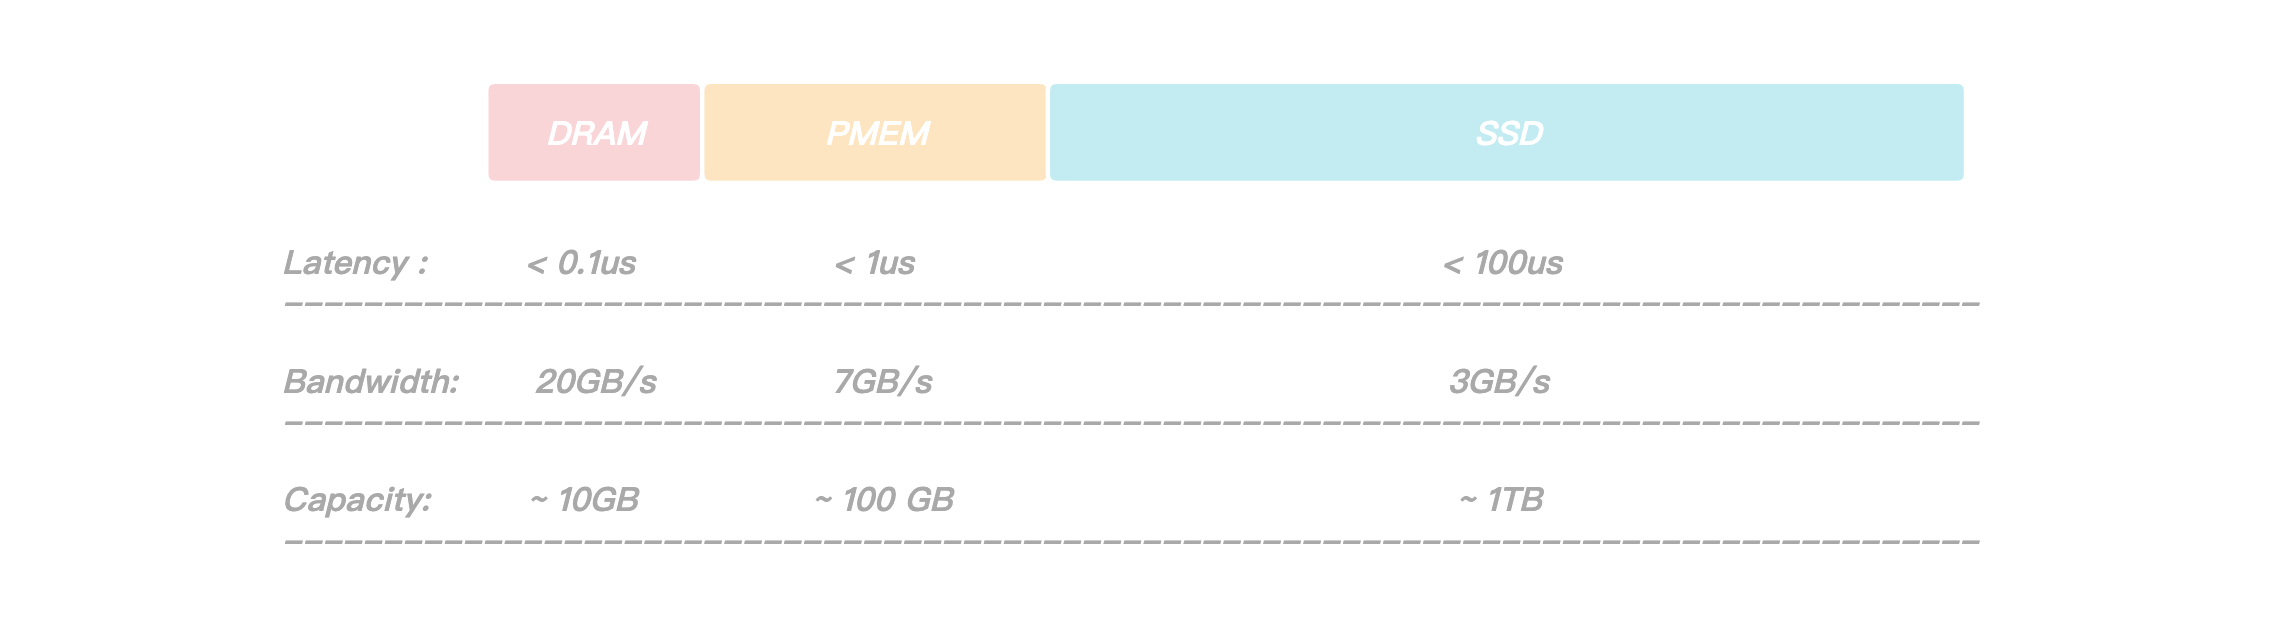 DRAM PMEM SSD
Latency : < 0.1us < 1us < 100us
Bandwidth: 20GB/s 7GB/s 3GB/s
Capacity: ~ 10GB ~ 100 GB ~ 1TB